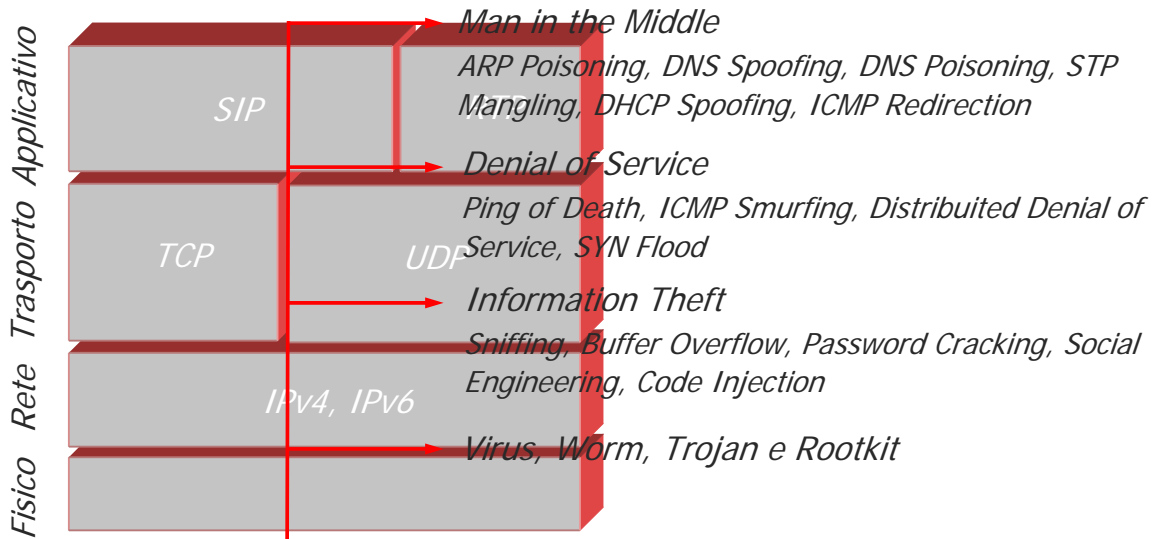 Man in the Middle
ARP Poisoning, DNS Spoofing, DNS Poisoning, STP
Mangling, DHCP Spoofing, ICMP Redirection
SIP
RTP
Denial of Service
Ping of Death, ICMP Smurfing, Distribuited Denial of
Service, SYN Flood
TCP
UDP
Information Theft
Sniffing, Buffer Overflow, Password Cracking, Social
Engineering, Code Injection
IPv4, IPv6
Virus, Worm, Trojan e Rootkit
Applicativo
Trasporto
Rete
Fisico